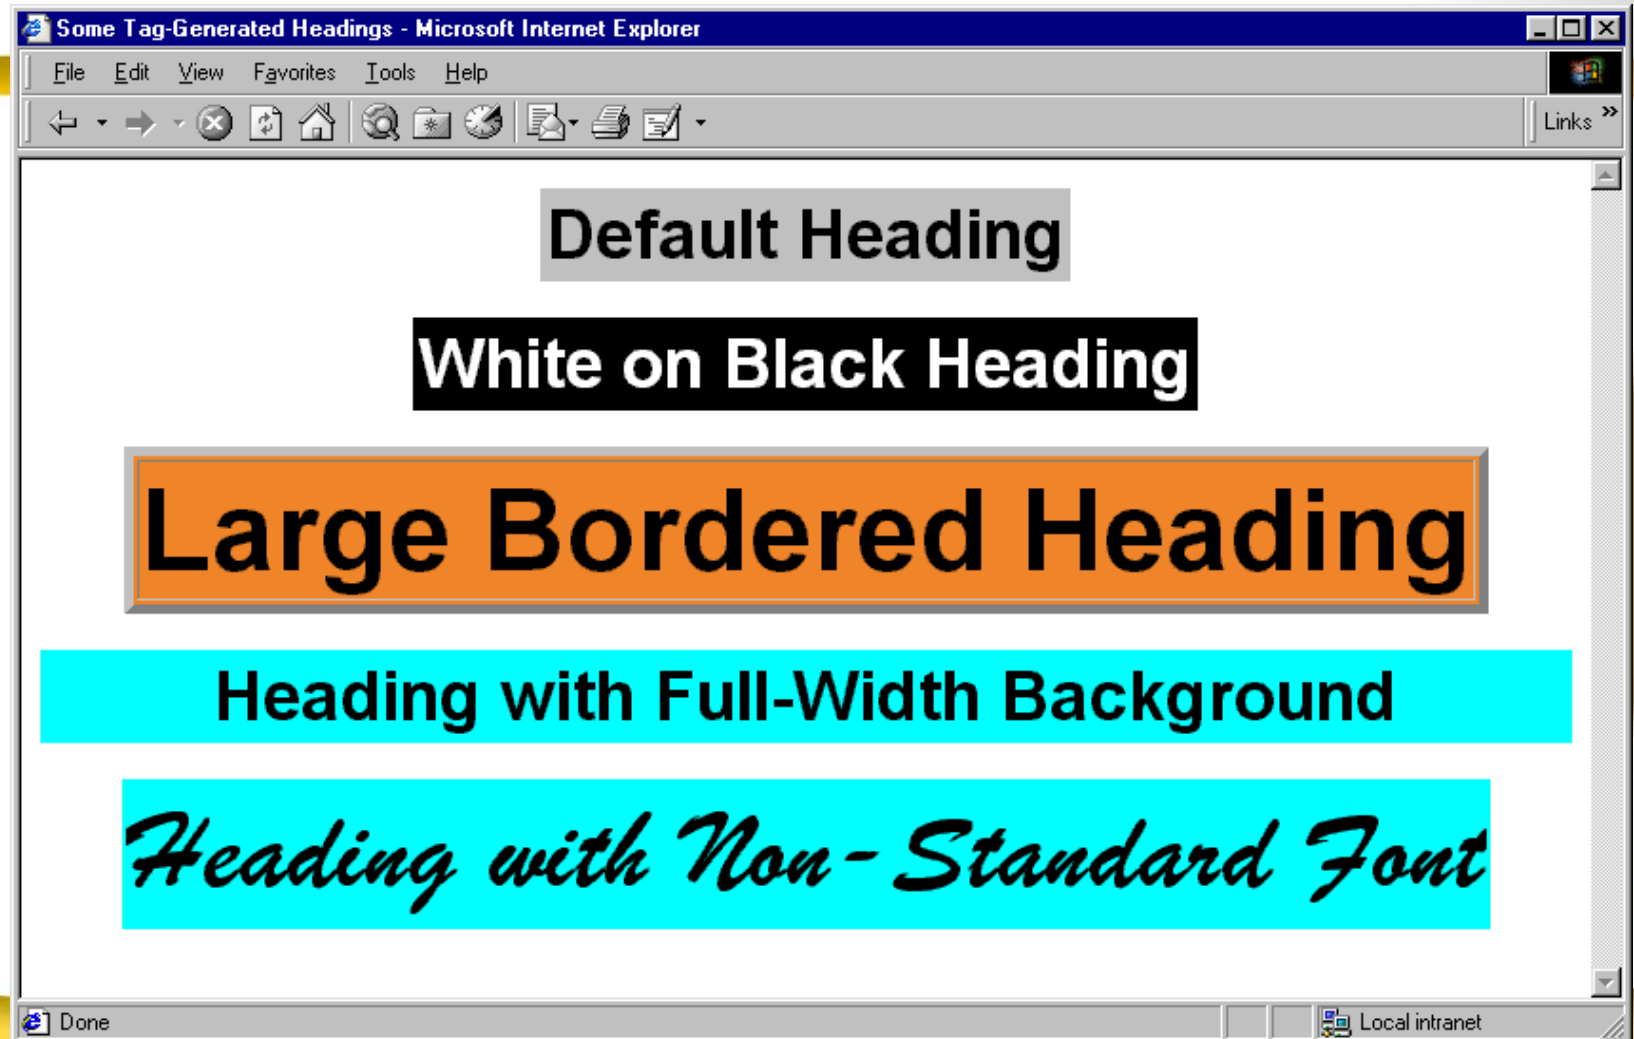 Some Tag-Generated Headings - Microsoft Internet Explorer
File Edit View Favorites Tools Help
Links »
Default Heading
White on Black Heading
Large Bordered Heading
Heading with Full-Width Background
Heading with Non-Standard Font
Done Local intranet